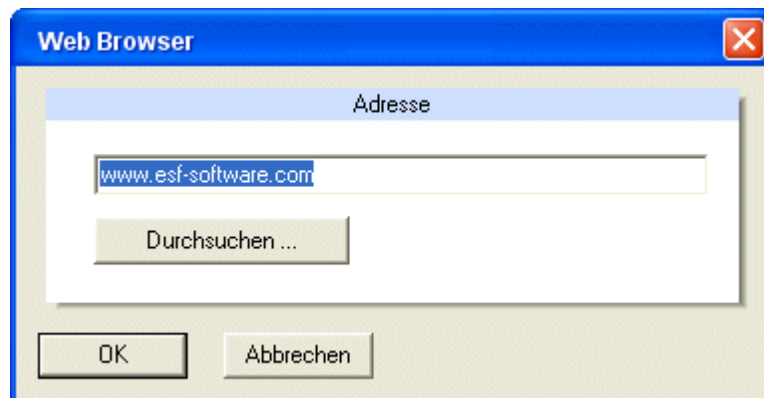 Web Browser
Adresse
www.esf-software.com
Durchsuchen ...
OK
Abbrechen